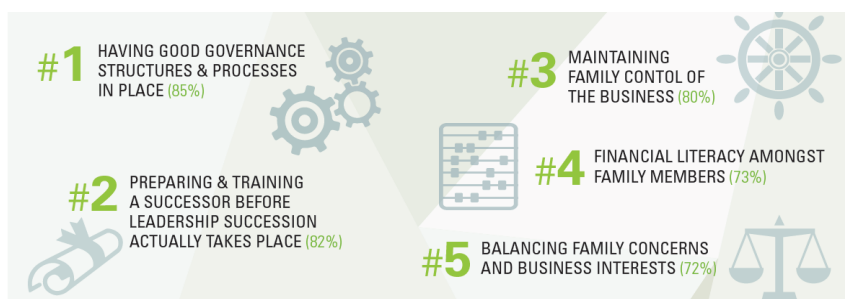 #1 HAVING GOOD GOVERNANCE
STRUCTURES & PROCESSES
IN PLACE (85%)
#2 PREPARING & TRAINING
A SUCCESSOR BEFORE
LEADERSHIP SUCCESSION
ACTUALLY TAKES PLACE (82%)
#3 MAINTAINING
FAMILY CONTOL OF
THE BUSINESS (80%)
#4 FINANCIAL LITERACY AMONGST
FAMILY MEMBERS (73%)
#5 BALANCING FAMILY CONCERNS
AND BUSINESS INTERESTS (72%)